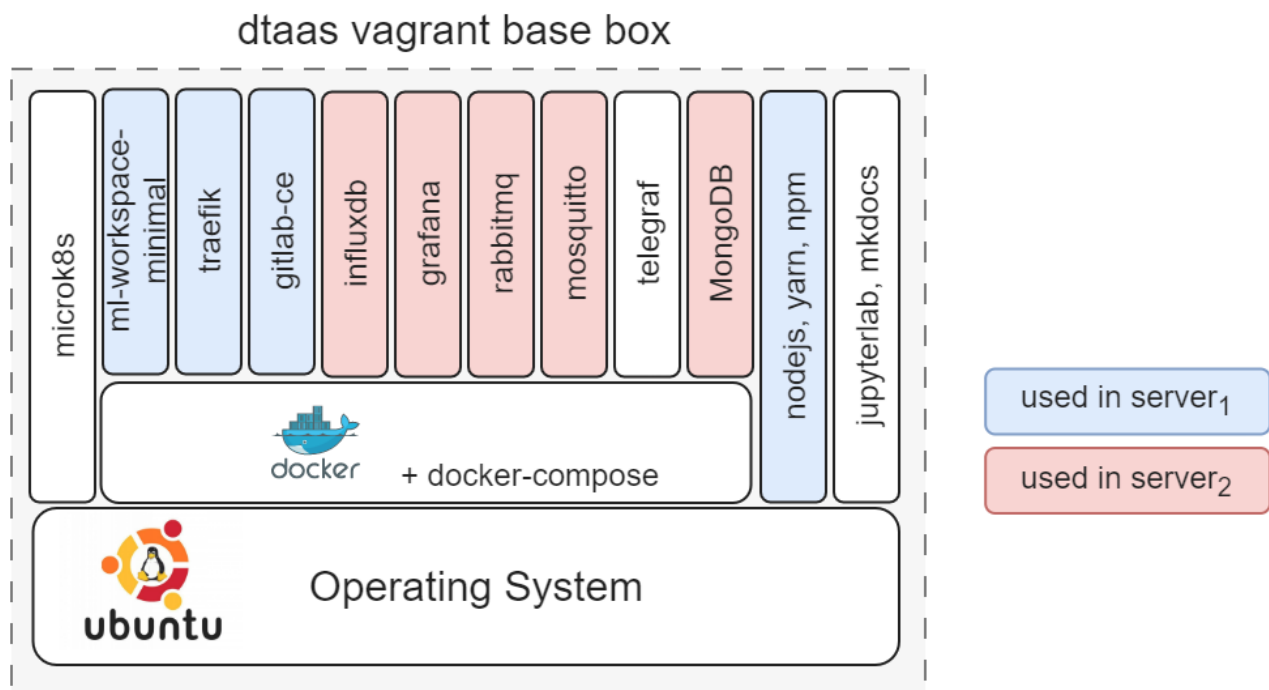 dtaas vagrant base box
microk8s
ml-workspace-
minimal
traefik
gitlab-ce
influxdb
grafana
rabbitmq
mosquitto
telegraf
MongoDB
nodejs, yarn, npm
jupyterlab, mkdocs
docker
+ docker-compose
ubuntu
Operating System
used in server1
used in server2